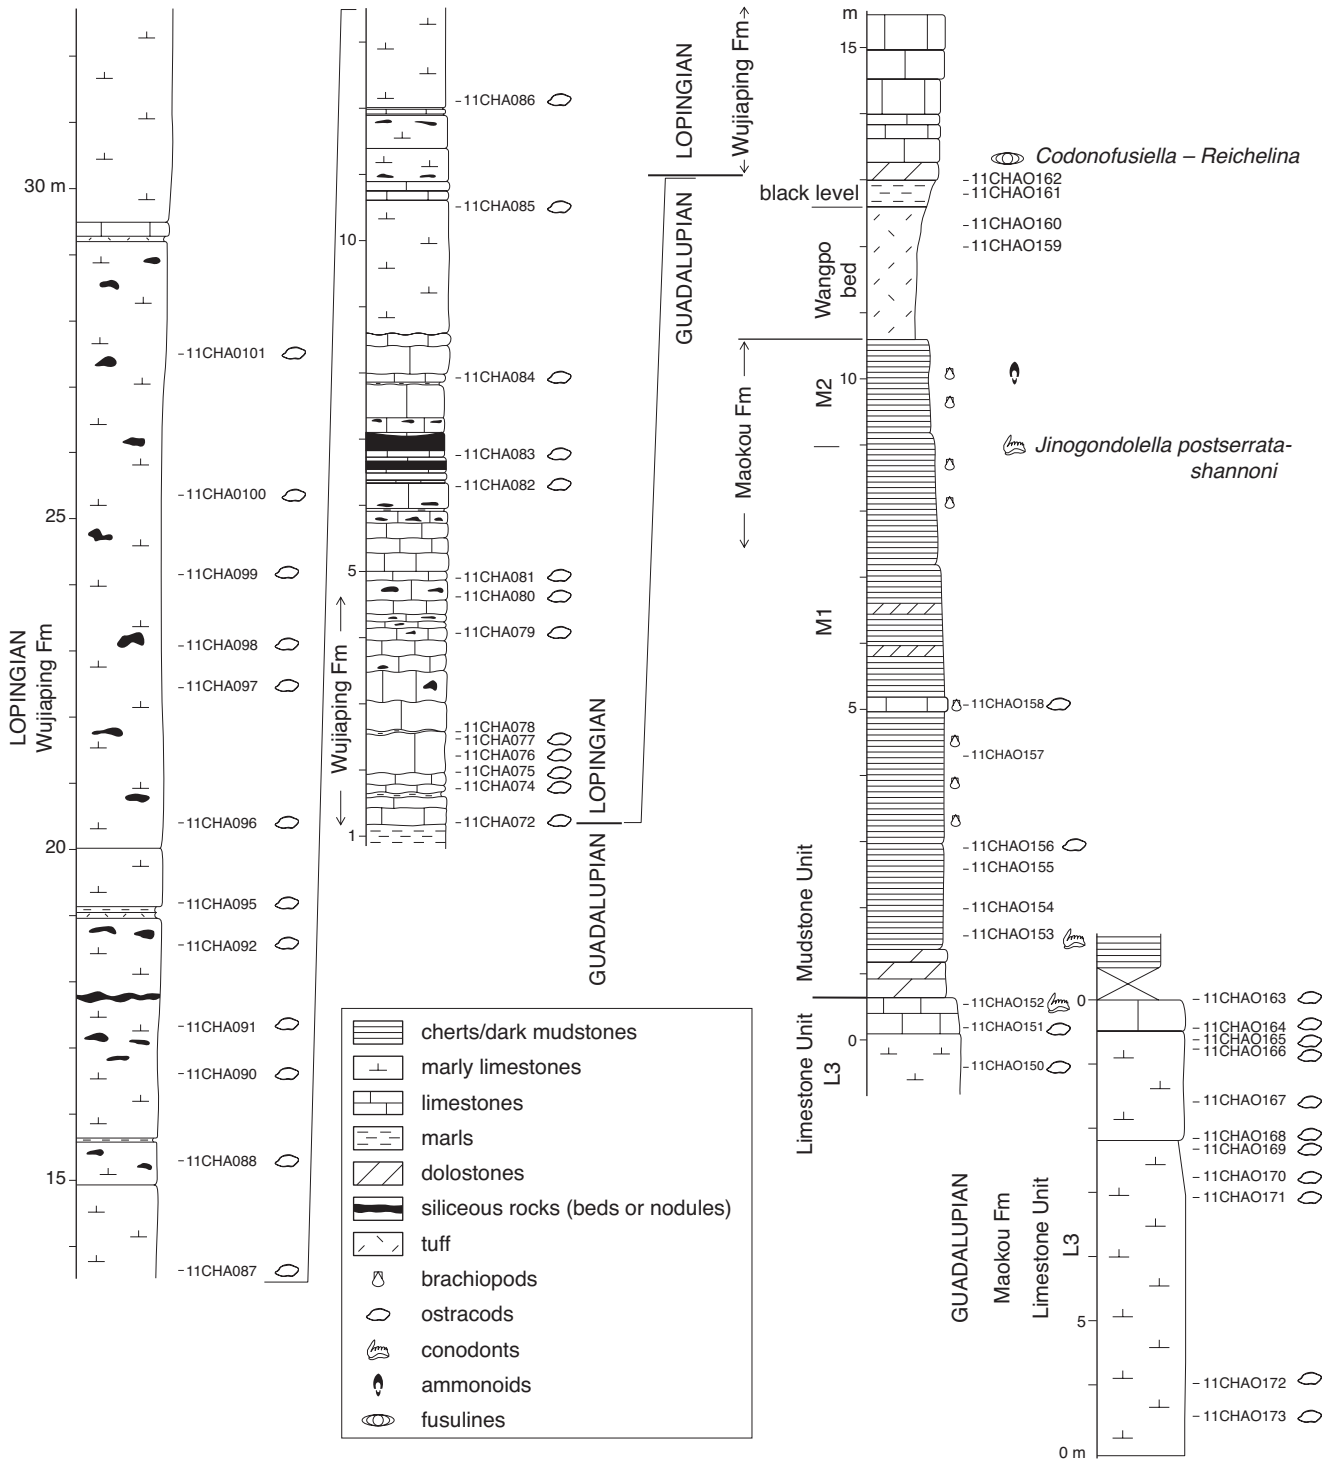 30 m
25
20
15
LOPINGIAN
Wujiaping Fm
-11CHA0101
-11CHA0100
-11CHA099
-11CHA098
-11CHA097
-11CHA096
-11CHA095
-11CHA092
-11CHA091
-11CHA090
-11CHA088
-11CHA087
10
5
1
Wujiaping Fm
-11CHA086
-11CHA085
-11CHA084
-11CHA083
-11CHA082
-11CHA081
-11CHA080
-11CHA079
-11CHA078
-11CHA077
-11CHA076
-11CHA075
-11CHA074
-11CHA072
LOPINGIAN
GUADALUPIAN
LOPINGIAN
GUADALUPIAN
Wujiaping Fm
m
15
10
5
0
black level
Wangpo
bed
Maokou Fm
M2
M1
Mudstone Unit
Limestone Unit
L3
Codonofusiella – Reichelina
-11CHAO162
-11CHAO161
-11CHAO160
-11CHAO159
Jinogondolella postserrata-
shannoni
-11CHAO158
-11CHAO157
-11CHAO156
-11CHAO155
-11CHAO154
-11CHAO153
-11CHAO152
-11CHAO151
-11CHAO150
GUADALUPIAN
Maokou Fm
Limestone Unit
L3
0
5
0 m
-11CHAO163
-11CHAO164
-11CHAO165
-11CHAO166
-11CHAO167
-11CHAO168
-11CHAO169
-11CHAO170
-11CHAO171
-11CHAO172
-11CHAO173
cherts/dark mudstones
marly limestones
limestones
marls
dolostones
siliceous rocks (beds or nodules)
tuff
brachiopods
ostracods
conodonts
ammonoids
fusulines